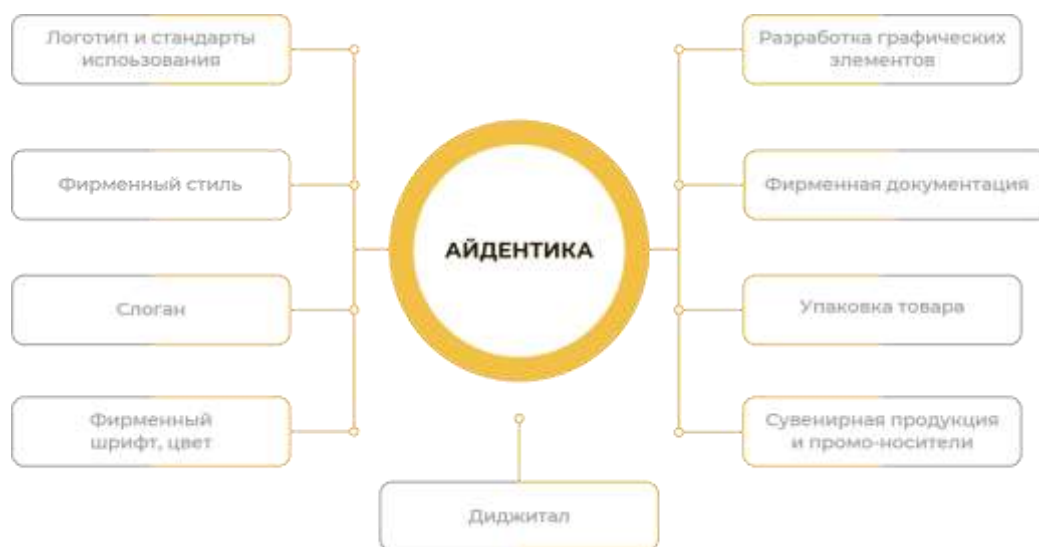 Логотип и стандарты
испоьзования
Фирменный стиль
Слоган
Фирменный
шрифт, цвет
АЙДЕНТИКА
Разработка графических
элементов
Фирменная документация
Упаковка товара
Сувенирная продукция
и промо-носители
Диджитал